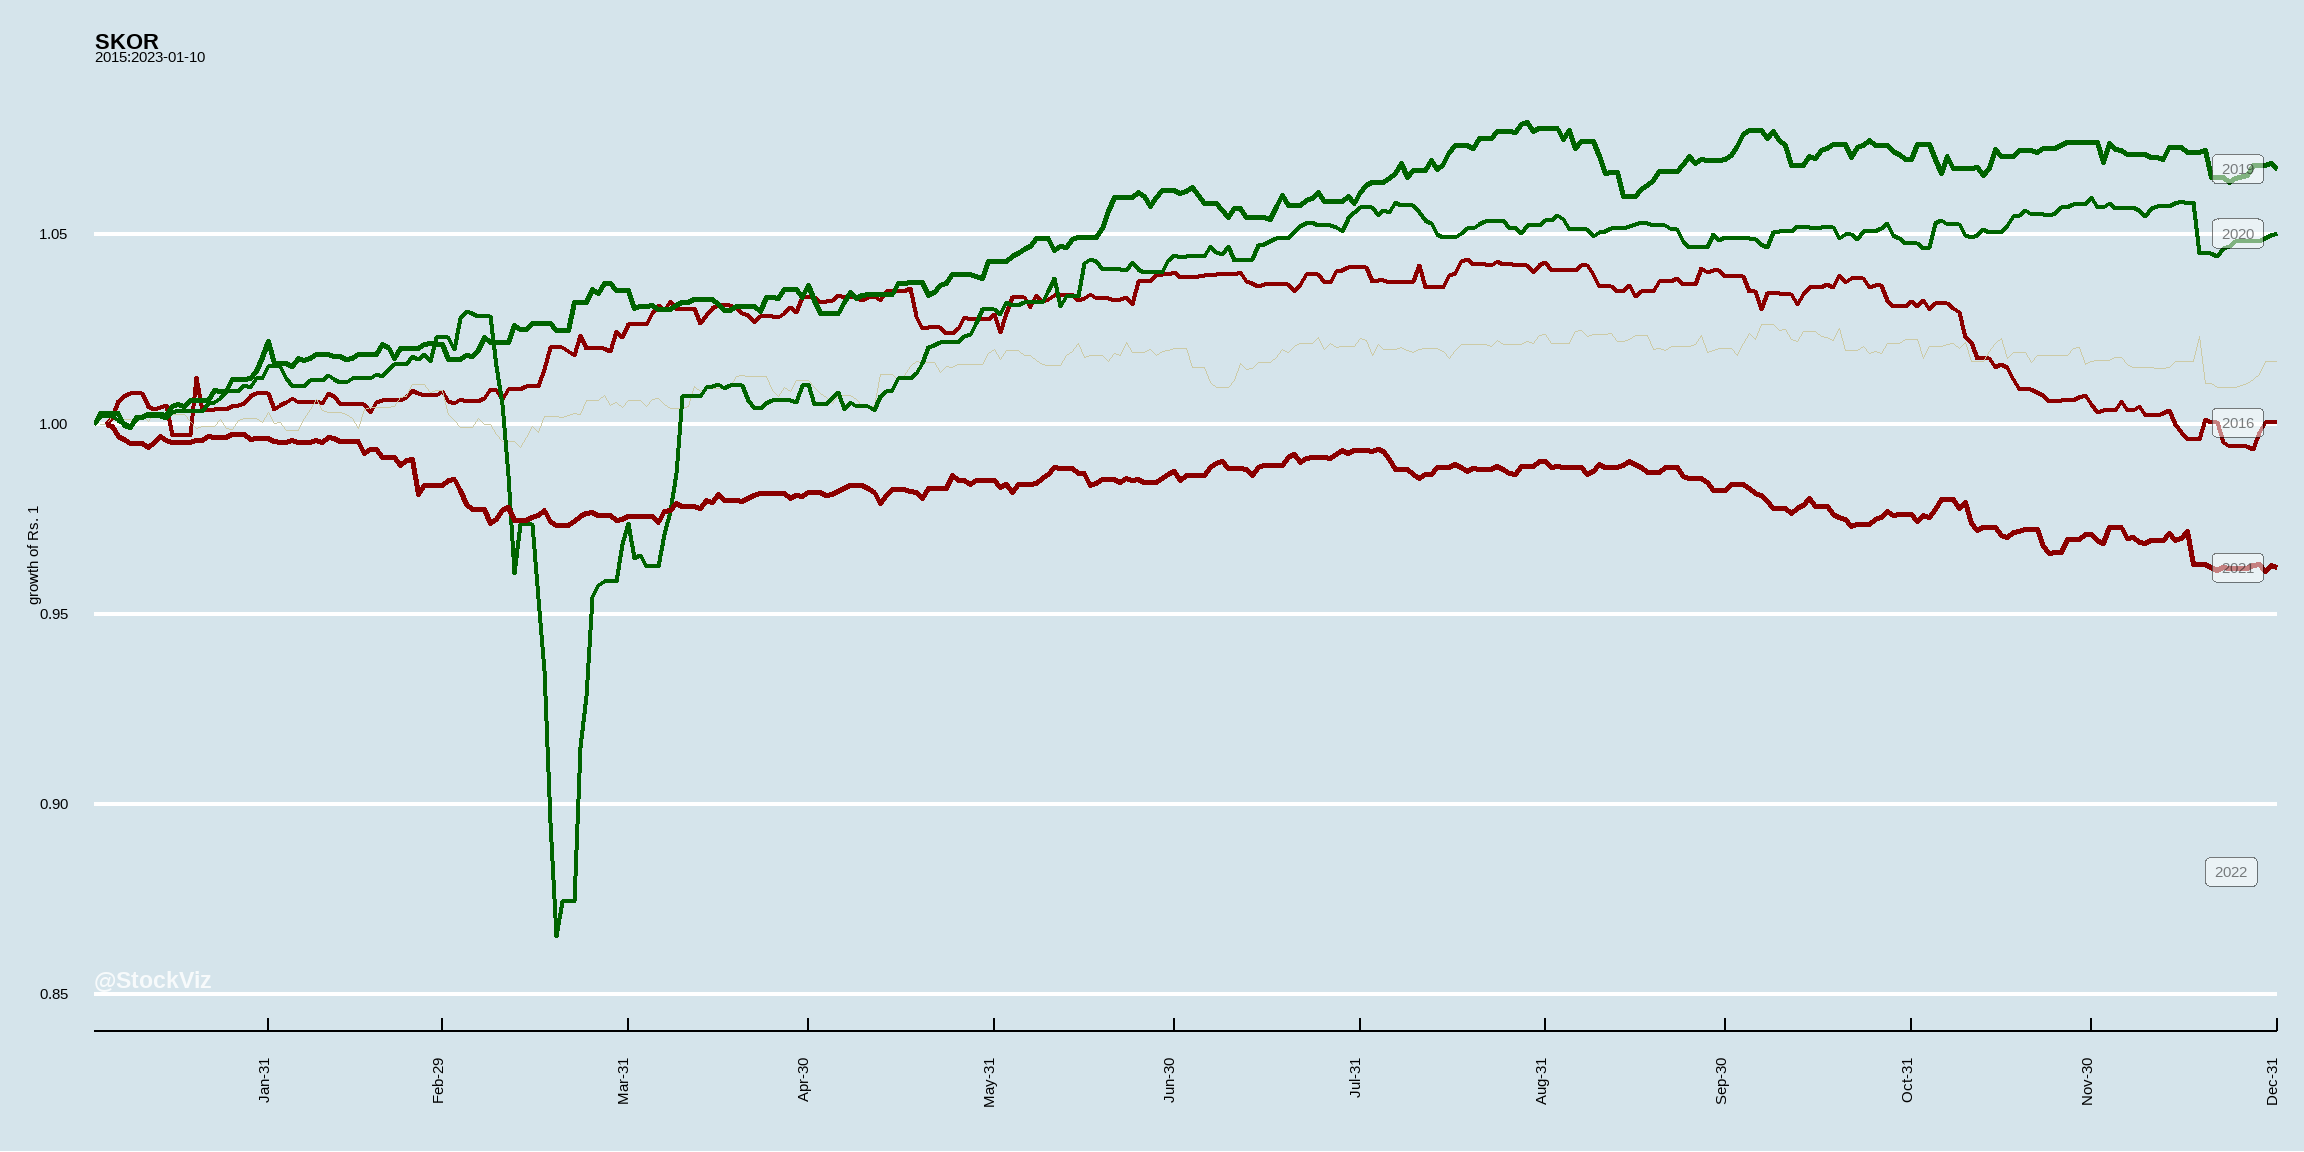 SKOR
2015:2023-01-10
growth of Rs. 1
1.05
1.00
0.95
0.90
0.85
2019
2020
2016
2021
2022
@StockViz
Jan-31
Feb-29
Mar-31
Apr-30
May-31
Jun-30
Jul-31
Aug-31
Sep-30
Oct-31
Nov-30
Dec-31